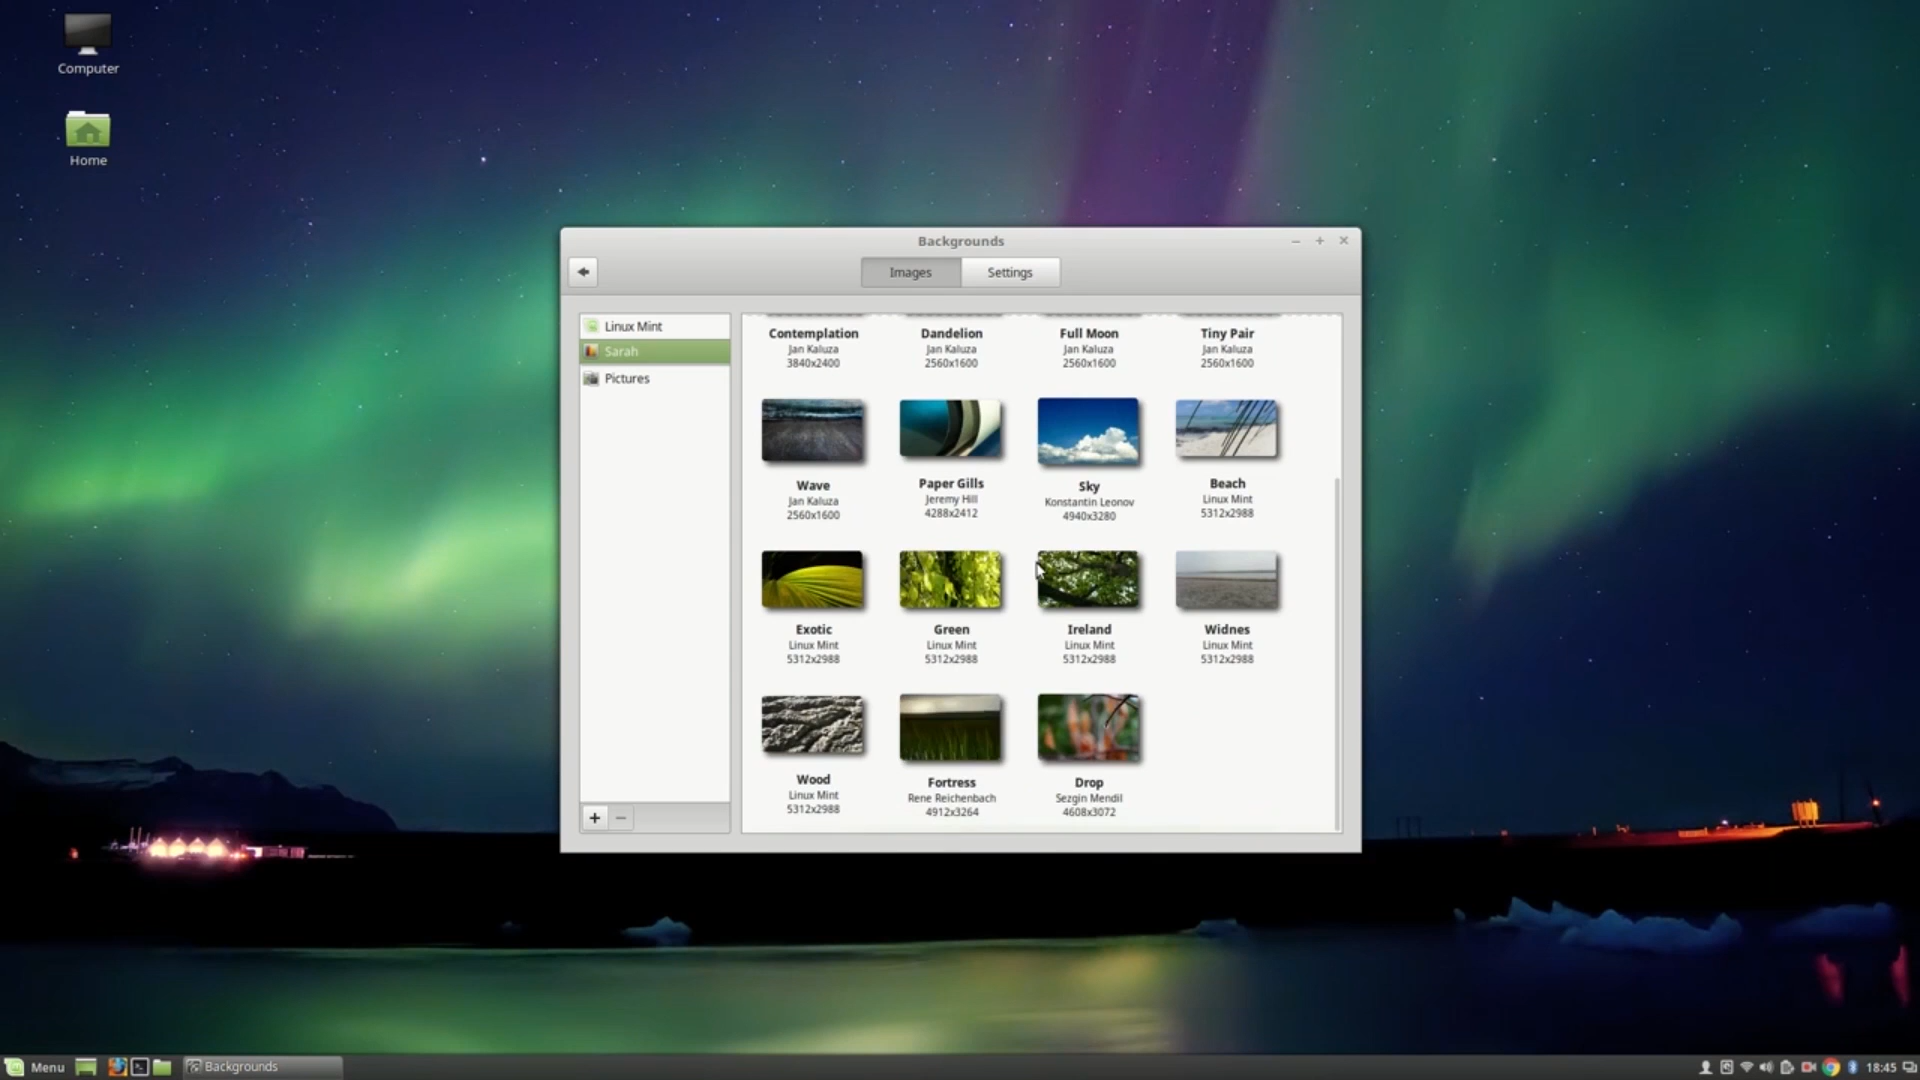 Computer
Home
Backgrounds
Images
Settings
Linux Mint
Sarah
Pictures
Contemplation
Jan Kaluza
3840x2400
Dandelion
Jan Kaluza
2560x1600
Full Moon
Jan Kaluza
2560x1600
Tiny Pair
Jan Kaluza
2560x1600
Wave
Jan Kaluza
2560x1600
Paper Gills
Jeremy Hill
4288x2412
Sky
Konstantin Leonov
4940x3280
Beach
Linux Mint
5312x2988
Exotic
Linux Mint
5312x2988
Green
Linux Mint
5312x2988
Ireland
Linux Mint
5312x2988
Widnes
Linux Mint
5312x2988
Wood
Linux Mint
5312x2988
Fortress
Rene Reichenbach
4912x3264
Drop
Sezgin Mendil
4608x3072
Menu
Backgrounds
18:45